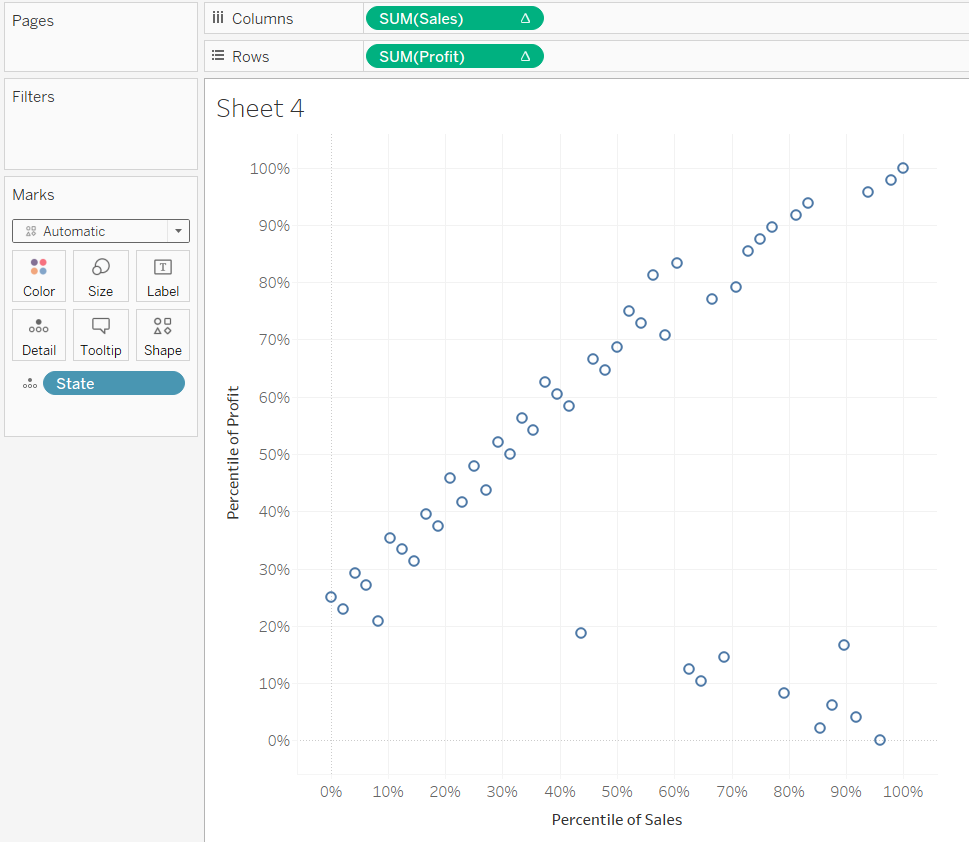 Pages
Columns
SUM(Sales) Δ
Rows
SUM(Profit) Δ
Filters
Marks
Automatic
Color
Size
T
Label
Detail
Tooltip
Shape
State
Sheet 4
Percentile of Profit
100%
90%
80%
70%
60%
50%
40%
30%
20%
10%
0%
0% 10% 20% 30% 40% 50% 60% 70% 80% 90% 100%
Percentile of Sales